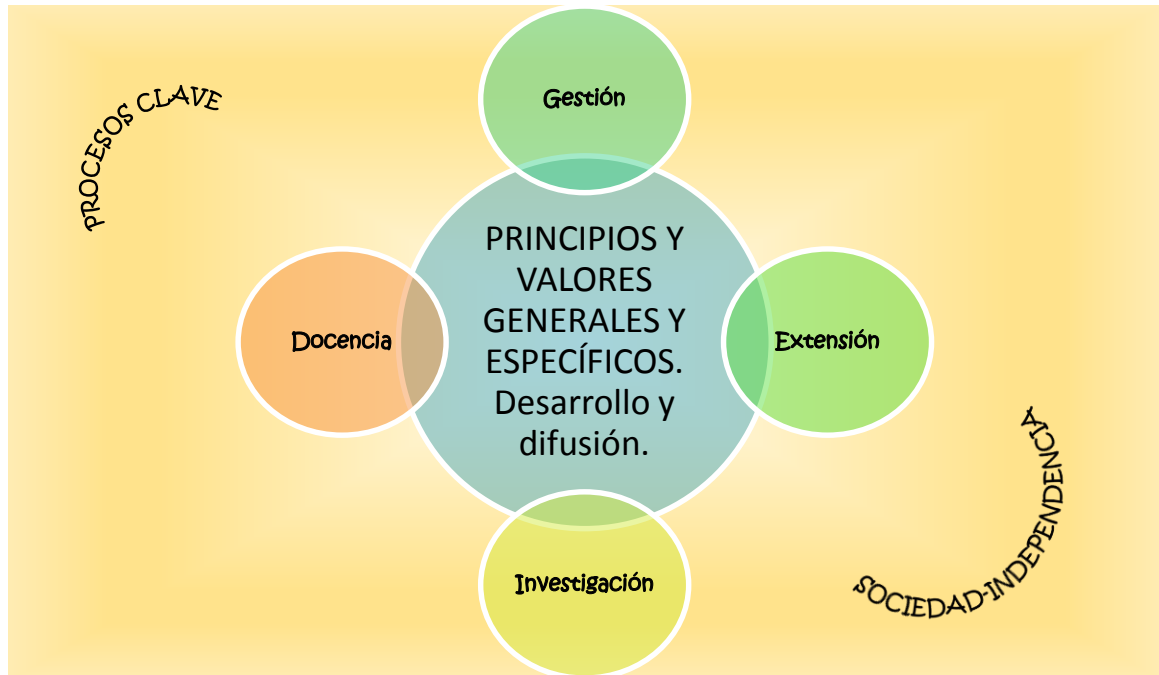 PROCESOS CLAVE
Gestión
Docencia
PRINCIPIOS Y
VALORES
GENERALES Y
ESPECÍFICOS.
Desarrollo y
difusión.
Extensión
Investigación
SOCIEDAD-INDEPENDENCIA